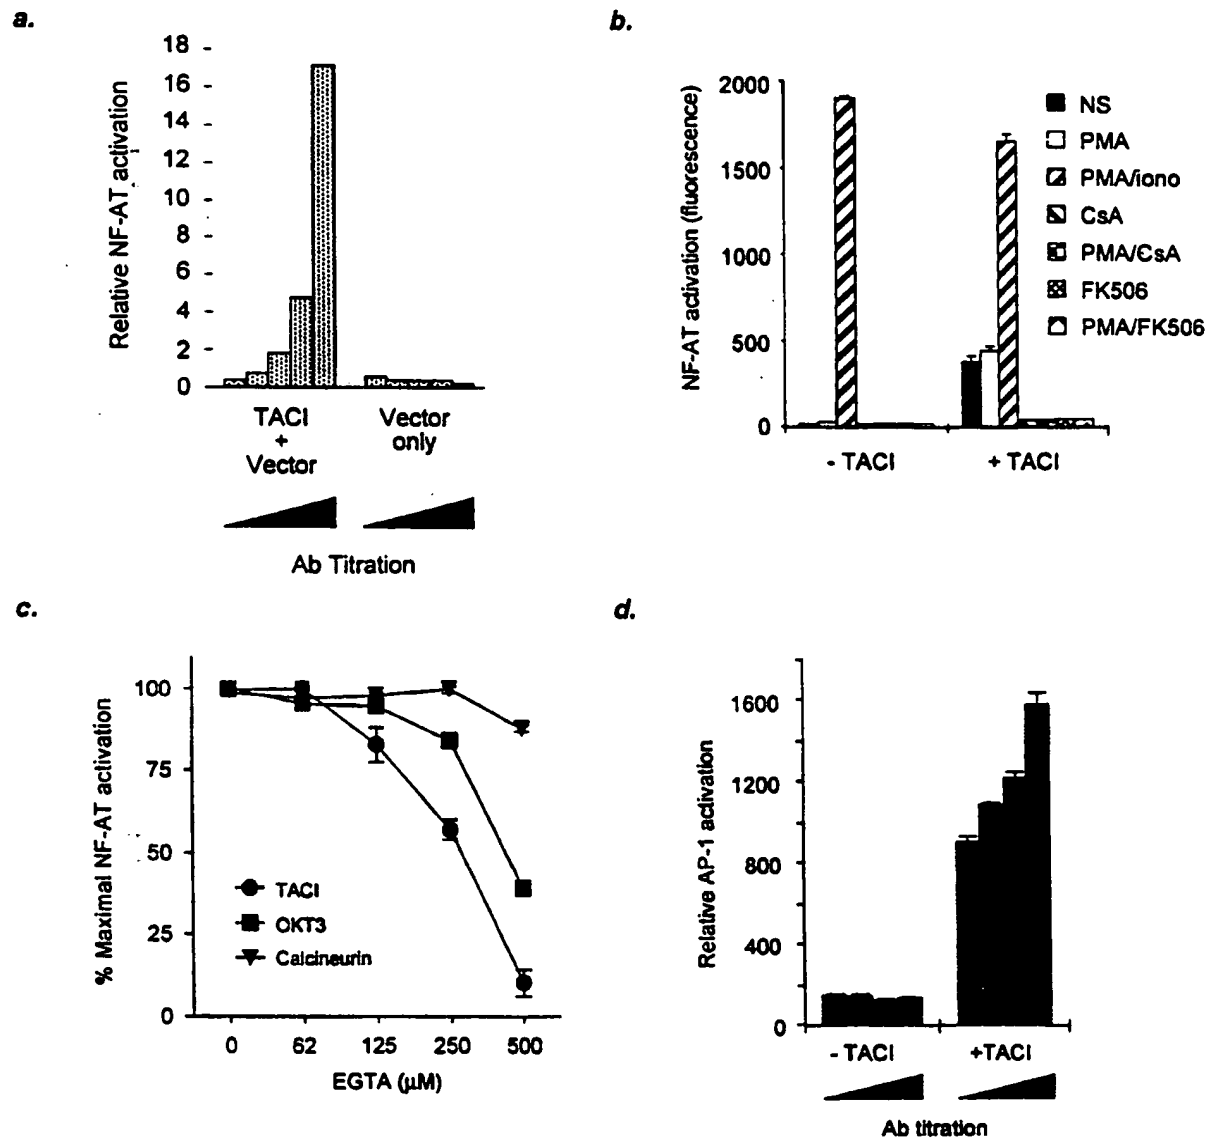 a.
Relative NF-AT activation
18
16
14
12
10
8
6
4
2
0
TACI
+
Vector
Vector
only
Ab Titration
b.
NF-AT activation (fluorescence)
2000
1500
1000
500
0
- TACI
+ TACI
NS
PMA
PMA/iono
CsA
PMA/CsA
FK506
PMA/FK506
c.
% Maximal NF-AT activation
100
75
50
25
0
TACI
OKT3
Calcineurin
0
62
125
250
500
EGTA (µM)
d.
Relative AP-1 activation
1600
1200
800
400
0
- TACI
+TACI
Ab titration